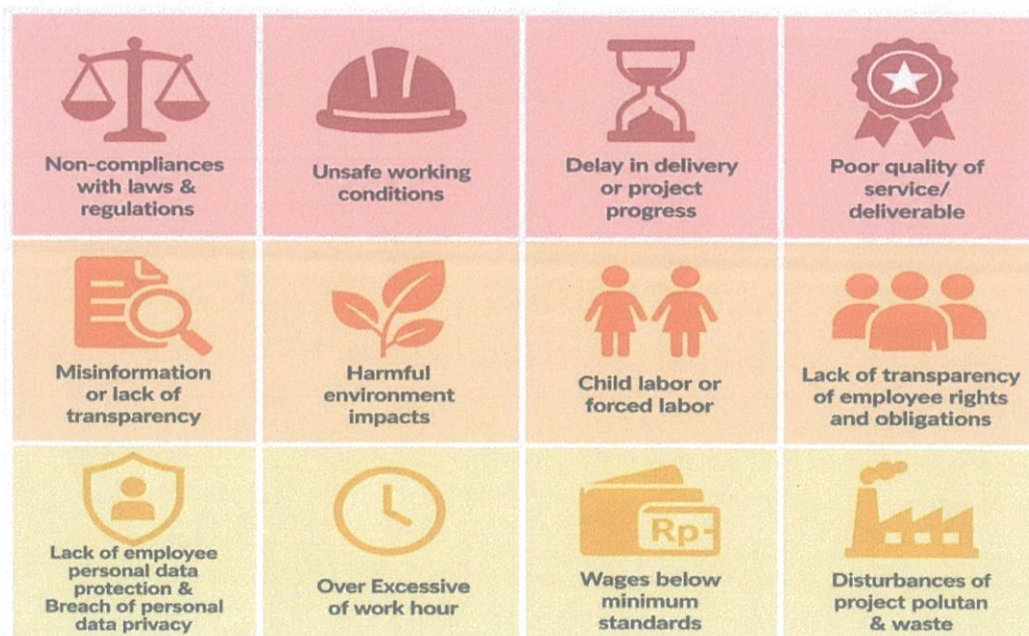 Non-compliances
with laws &
regulations
Unsafe working
conditions
Delay in delivery
or project
progress
Poor quality of
service/
deliverable
Misinformation
or lack of
transparency
Harmful
environment
impacts
Child labor or
forced labor
Lack of transparency
of employee rights
and obligations
Lack of employee
personal data
protection &
Breach of personal
data privacy
Over Excessive
of work hour
Rp
Wages below
minimum
standards
Disturbances of
project polutan
& waste